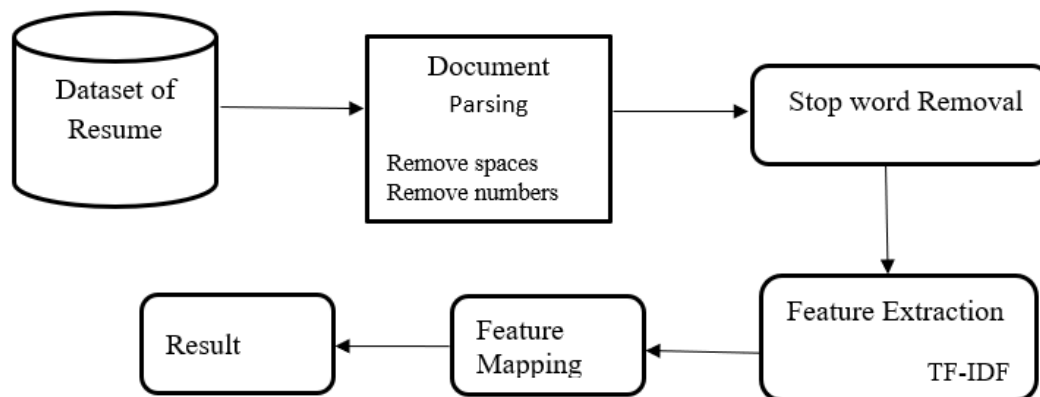 Dataset of
Resume
Document
Parsing
Remove spaces
Remove numbers
Stop word Removal
Feature Extraction
TF-IDF
Feature
Mapping
Result